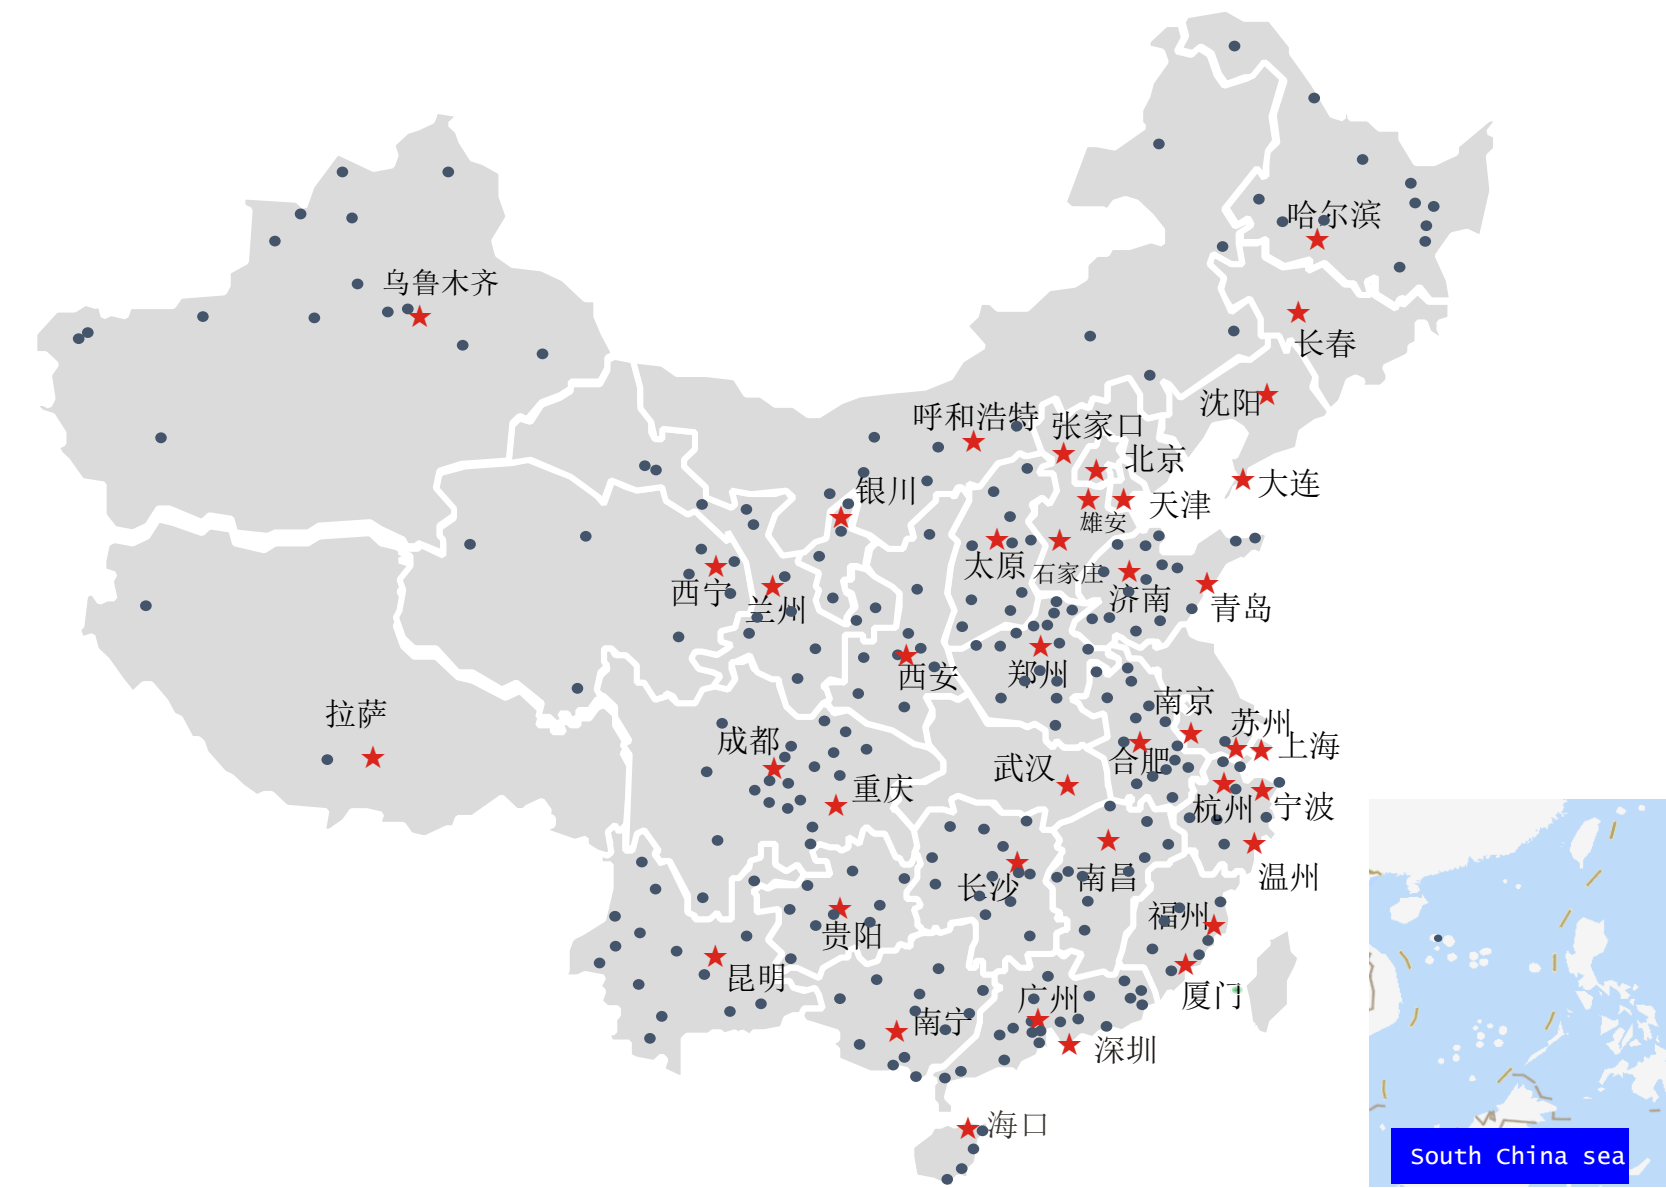 哈尔滨
乌鲁木齐
长春
沈阳
呼和浩特
张家口
北京
大连
银川
天津
雄安
太原
石家庄
西宁
兰州
济南
青岛
西安
郑州
拉萨
南京
苏州
成都
上海
合肥
武汉
重庆
杭州
宁波
长沙
南昌
温州
福州
贵阳
昆明
厦门
广州
南宁
深圳
海口
South China sea